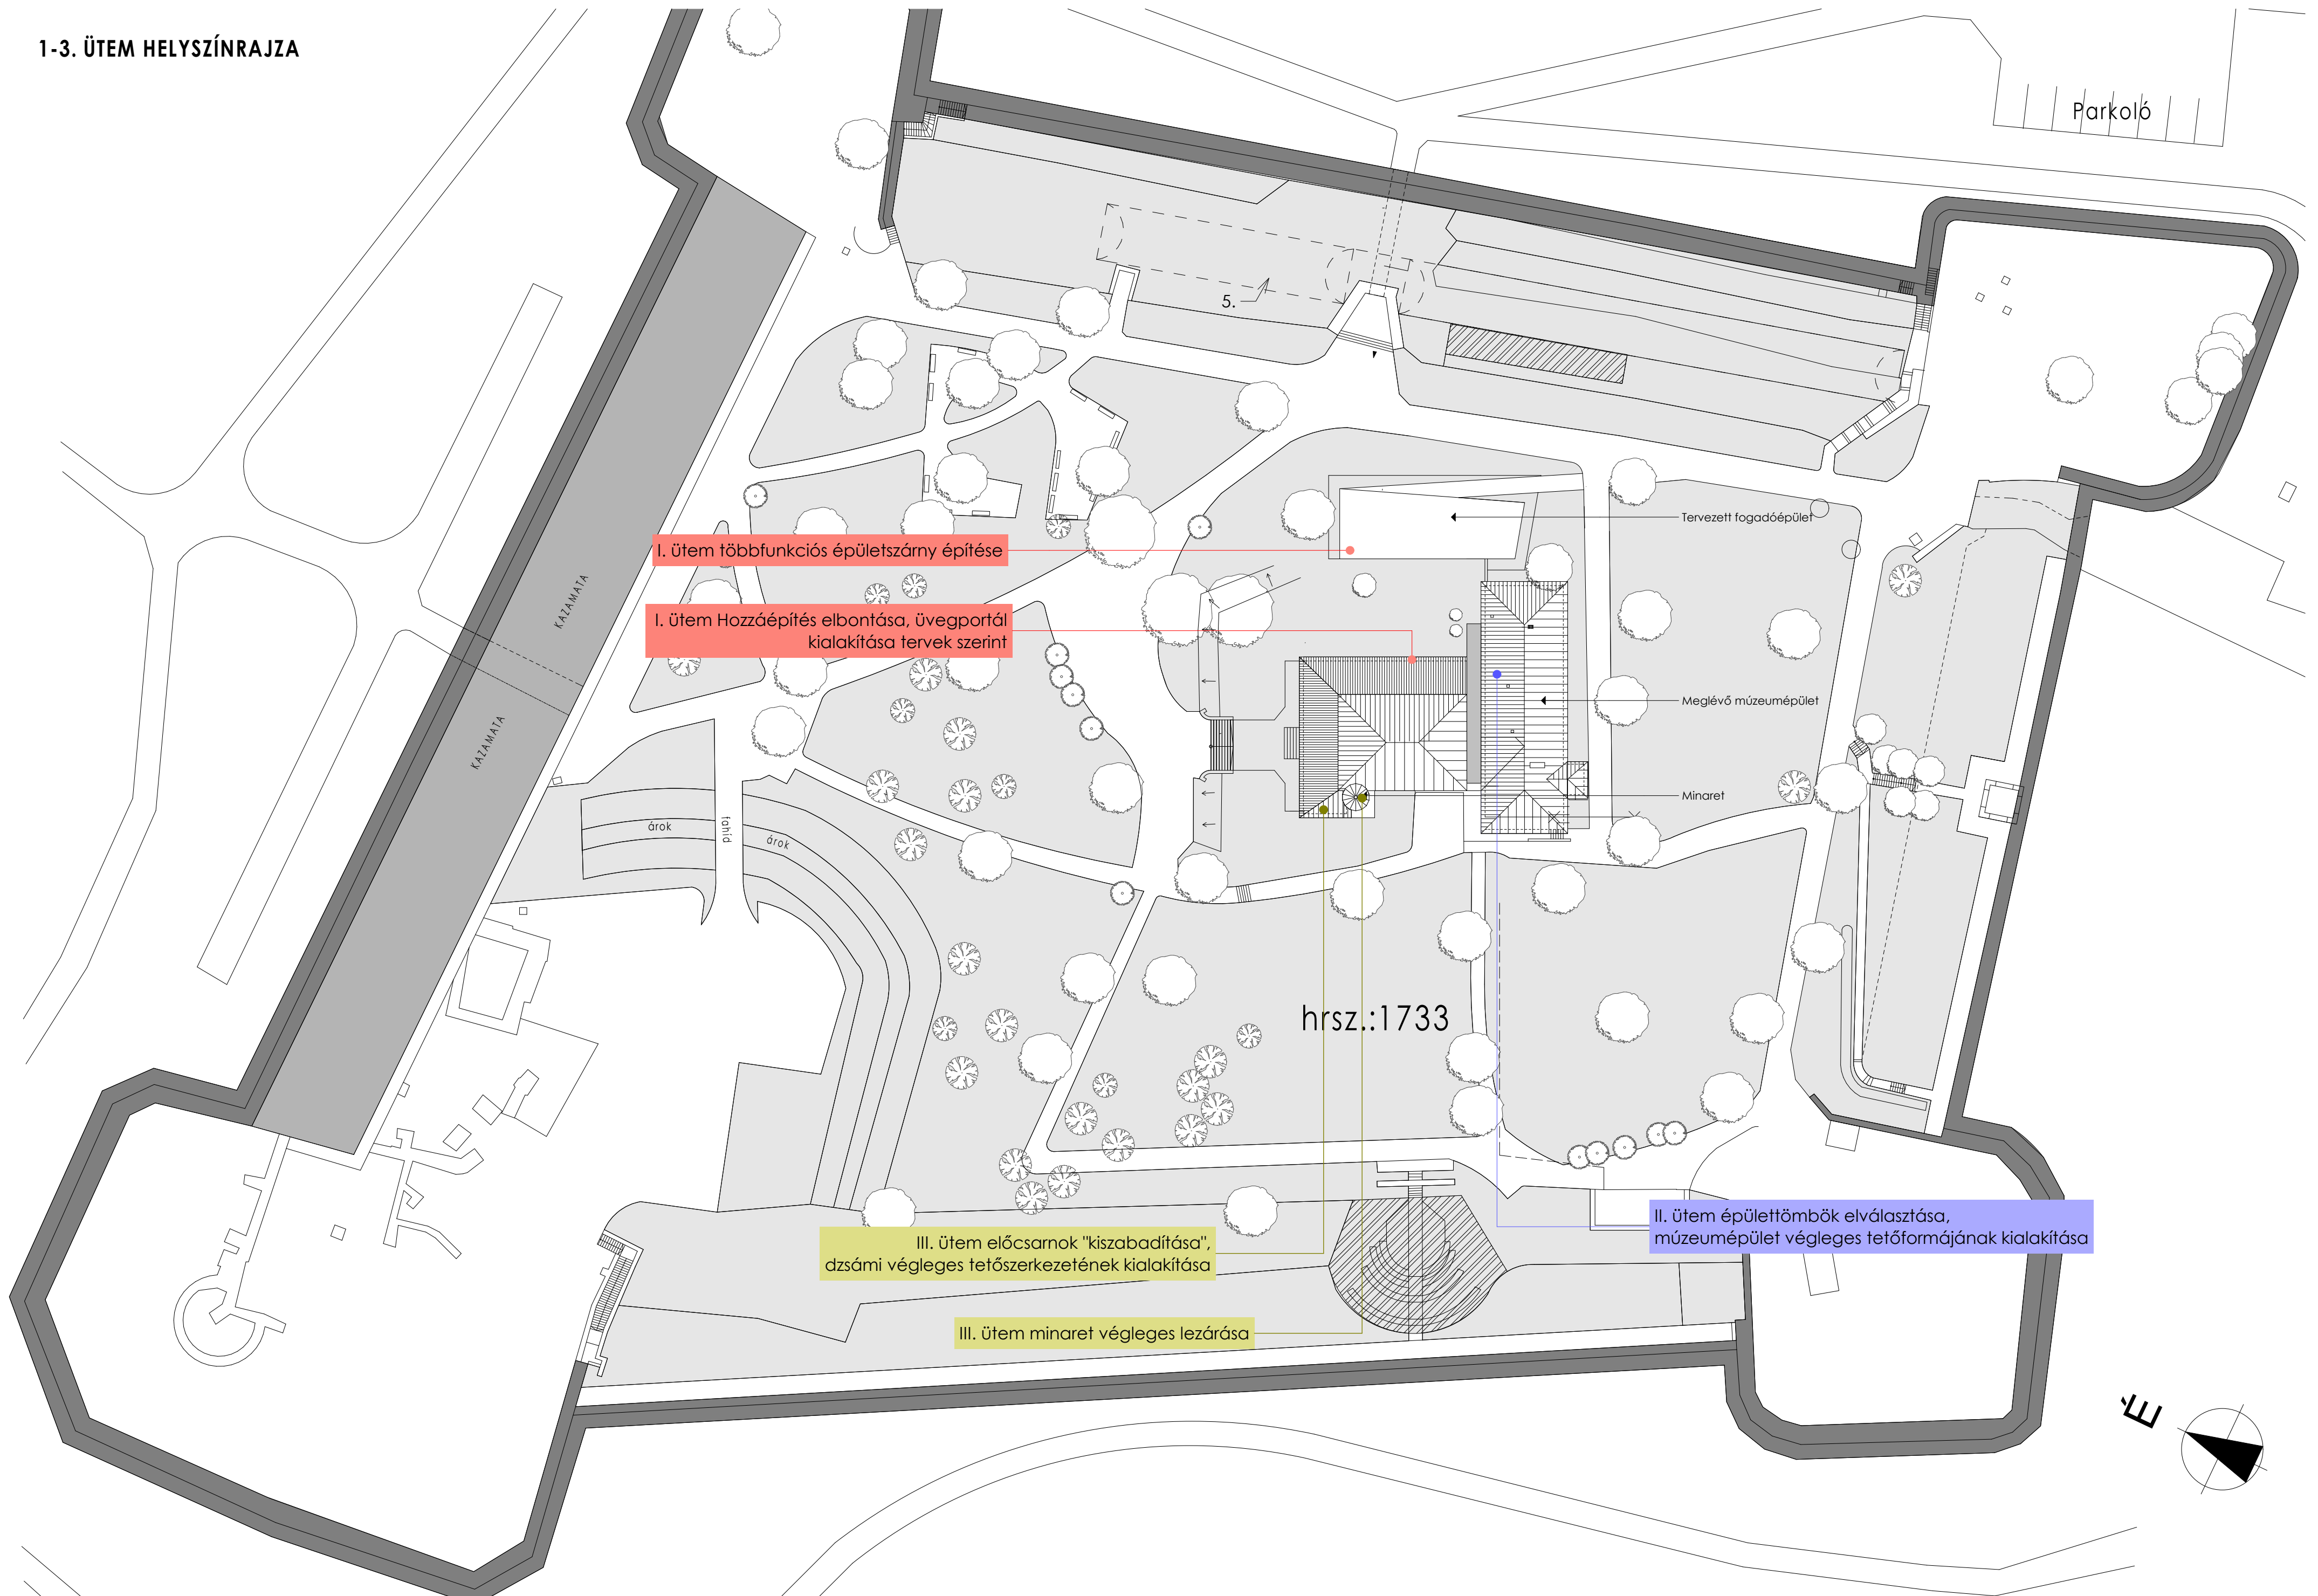 1-3. ÜTEM HELYSZÍNRAJZA
Parkoló
5.
Tervezett fogadóépület
I. ütem többfunkciós épületszárny építése
I. ütem Hozzáépítés elbontása, üvegportál
kialakítása tervek szerint
KAZAMATA
KAZAMATA
Meglévő múzeumépület
Minaret
árok
fahíd
árok
hrsz.:1733
II. ütem épülettömbök elválasztása,
múzeumépület végleges tetőformájának kialakítása
III. ütem előcsarnok "kiszabadítása",
dzsámi végleges tetőszerkezetének kialakítása
III. ütem minaret végleges lezárása
É